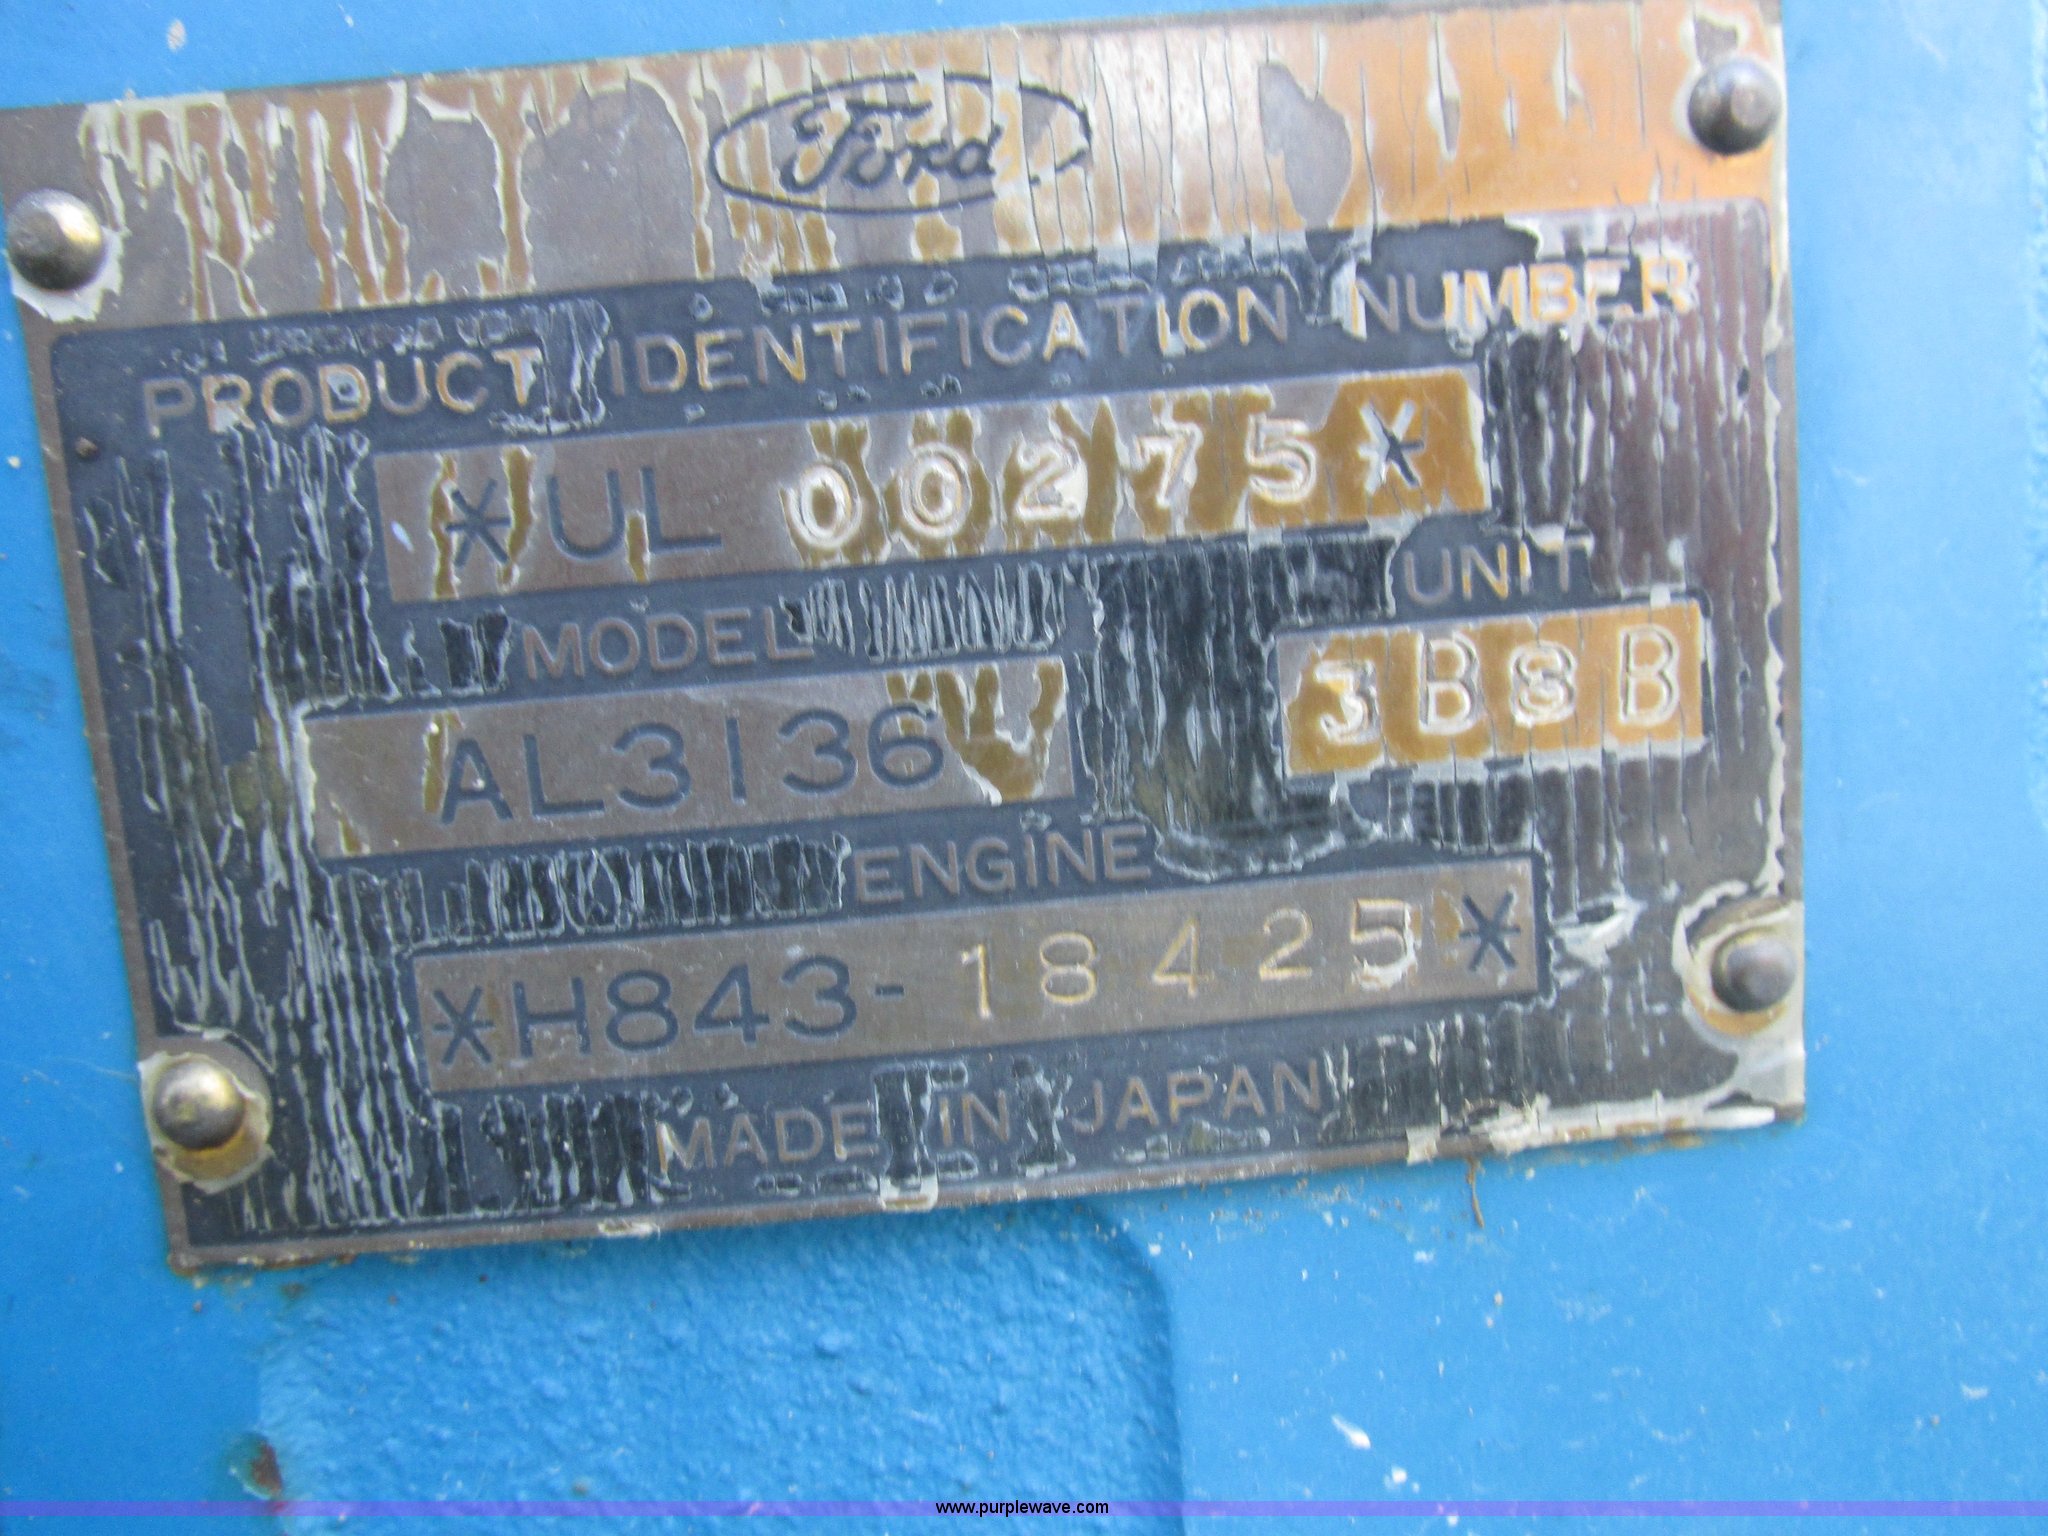 Ford
PRODUCT IDENTIFICATION NUMBER
*UL 00275*
MODEL UNIT
AL3136 3B8B
ENGINE
*H843-18425*
MADE IN JAPAN
www.purplewave.com